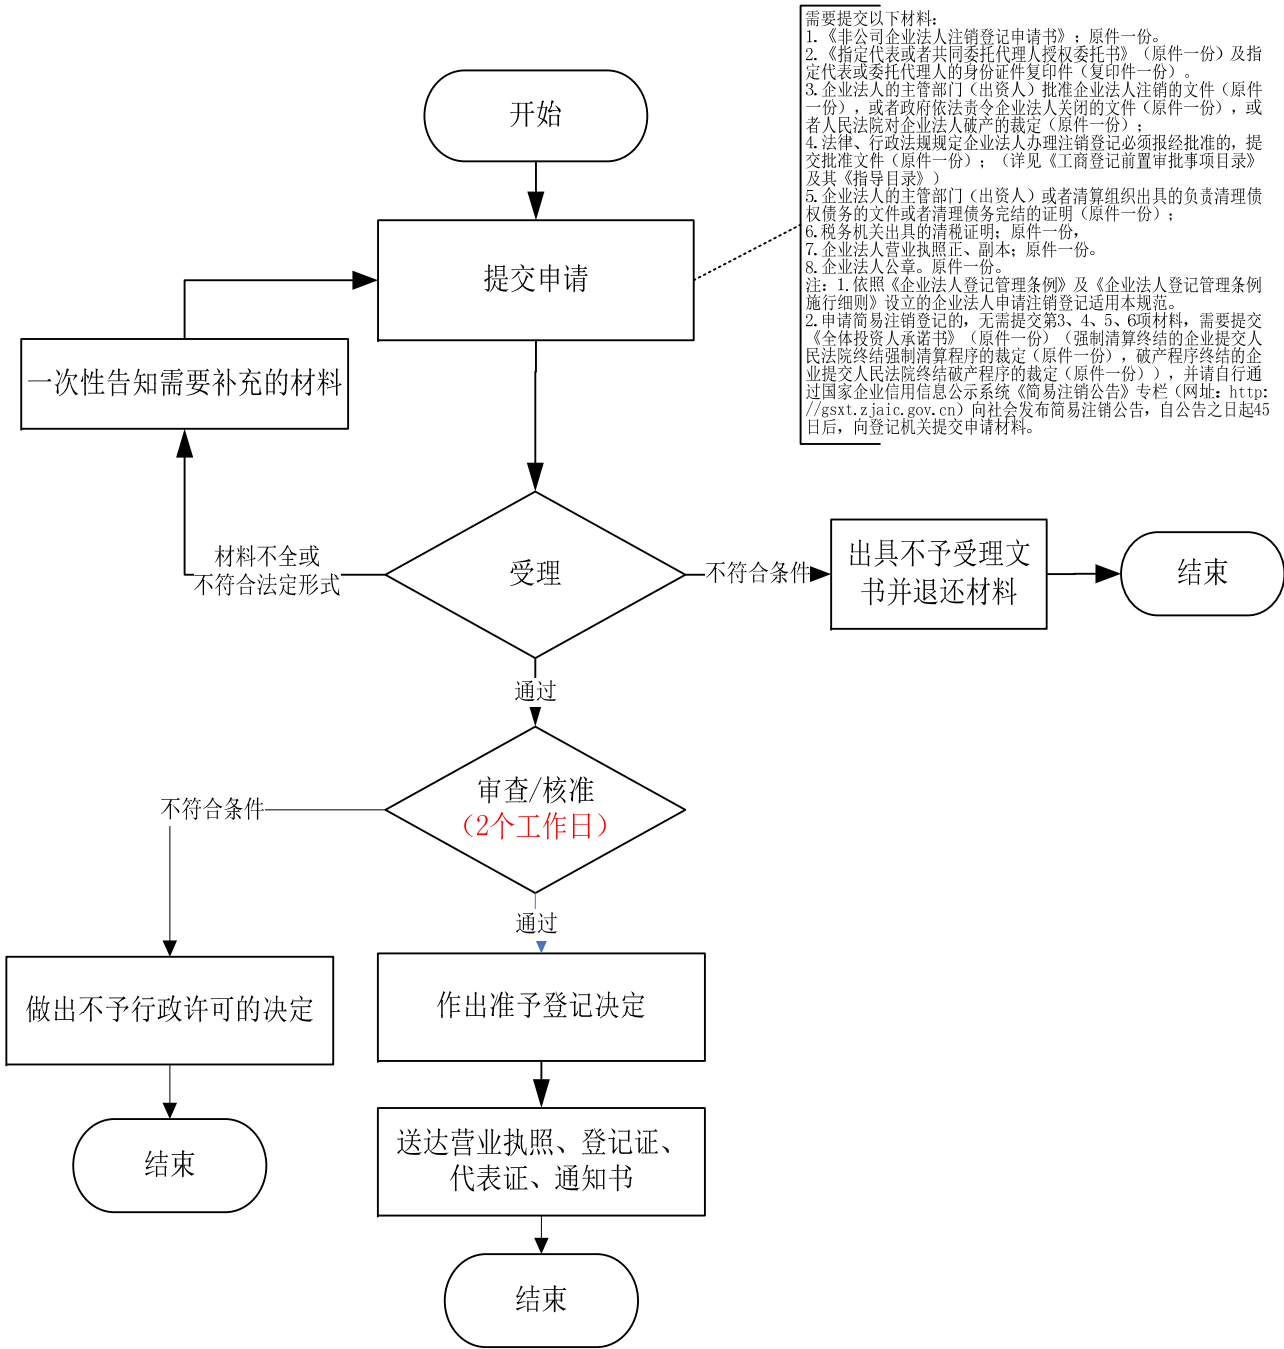 需要提交以下材料：
1.《非公司企业法人注销登记申请书》；原件一份。
2.《指定代表或者共同委托代理人授权委托书》（原件一份）及指
定代表或委托代理人的身份证件复印件（复印件一份）。
3.企业法人的主管部门（出资人）批准企业法人注销的文件（原件
一份），或者政府依法责令企业法人关闭的文件（原件一份），或
者人民法院对企业法人破产的裁定（原件一份）；
4.法律、行政法规规定企业法人办理注销登记必须报经批准的，提
交批准文件（原件一份）；（详见《工商登记前置审批事项目录》
及其《指导目录》）
5.企业法人的主管部门（出资人）或者清算组织出具的负责清理债
权债务的文件或者清理债务完结的证明（原件一份）；
6.税务机关出具的清税证明；原件一份，
7.企业法人营业执照正、副本；原件一份。
8.企业法人公章。原件一份。
注：1.依照《企业法人登记管理条例》及《企业法人登记管理条例
施行细则》设立的企业法人申请注销登记适用本规范。
2.申请简易注销登记的，无需提交第3、4、5、6项材料，需要提交
《全体投资人承诺书》（原件一份）（强制清算终结的企业提交人
民法院终结强制清算程序的裁定（原件一份），破产程序终结的企
业提交人民法院终结破产程序的裁定（原件一份）），并请自行通
过国家企业信用信息公示系统《简易注销公告》专栏（网址：http:
//gsxt.zjaic.gov.cn）向社会发布简易注销公告，自公告之日起45
日后，向登记机关提交申请材料。
开始
提交申请
一次性告知需要补充的材料
材料不全或
不符合法定形式
受理
不符合条件
出具不予受理文
书并退还材料
结束
通过
审查/核准
（2个工作日）
不符合条件
通过
做出不予行政许可的决定
作出准予登记决定
结束
送达营业执照、登记证、
代表证、通知书
结束